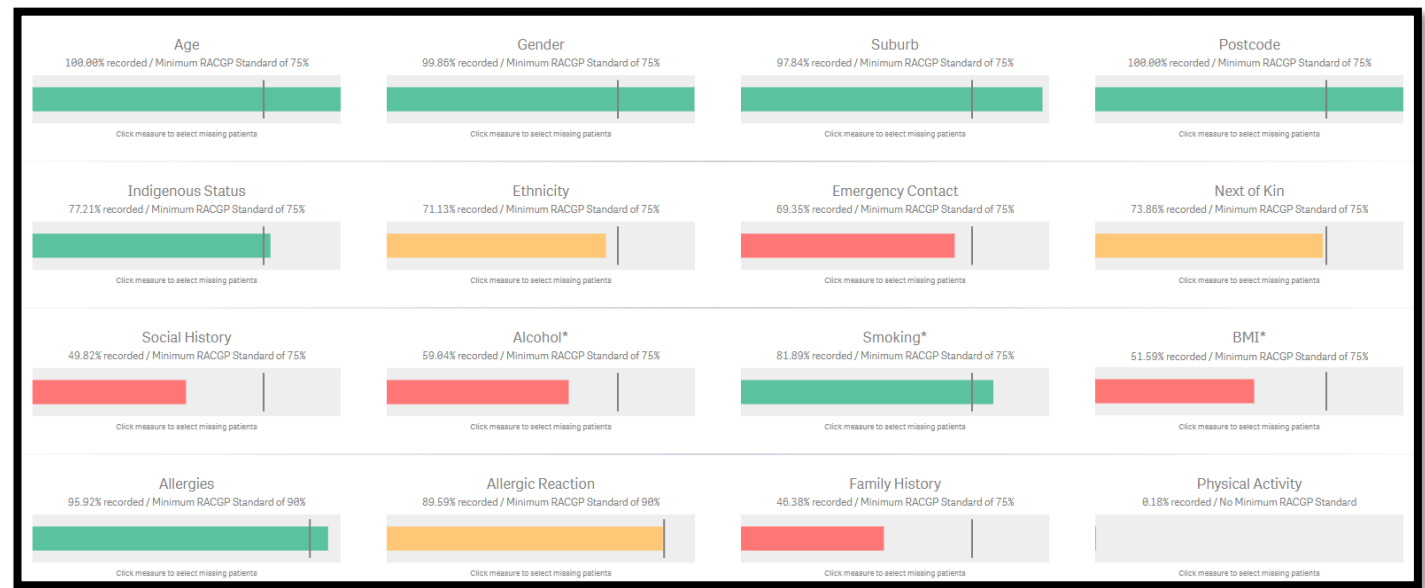 Age
100.00% recorded / Minimum RACGP Standard of 75%
Click measure to select missing patients
Gender
99.86% recorded / Minimum RACGP Standard of 75%
Click measure to select missing patients
Suburb
97.84% recorded / Minimum RACGP Standard of 75%
Click measure to select missing patients
Postcode
100.00% recorded / Minimum RACGP Standard of 75%
Click measure to select missing patients
Indigenous Status
77.21% recorded / Minimum RACGP Standard of 75%
Click measure to select missing patients
Ethnicity
71.13% recorded / Minimum RACGP Standard of 75%
Click measure to select missing patients
Emergency Contact
69.35% recorded / Minimum RACGP Standard of 75%
Click measure to select missing patients
Next of Kin
73.86% recorded / Minimum RACGP Standard of 75%
Click measure to select missing patients
Social History
49.82% recorded / Minimum RACGP Standard of 75%
Click measure to select missing patients
Alcohol*
59.04% recorded / Minimum RACGP Standard of 75%
Click measure to select missing patients
Smoking*
81.89% recorded / Minimum RACGP Standard of 75%
Click measure to select missing patients
BMI*
51.59% recorded / Minimum RACGP Standard of 75%
Click measure to select missing patients
Allergies
95.92% recorded / Minimum RACGP Standard of 90%
Click measure to select missing patients
Allergic Reaction
89.59% recorded / Minimum RACGP Standard of 90%
Click measure to select missing patients
Family History
46.38% recorded / Minimum RACGP Standard of 75%
Click measure to select missing patients
Physical Activity
0.18% recorded / No Minimum RACGP Standard
Click measure to select missing patients